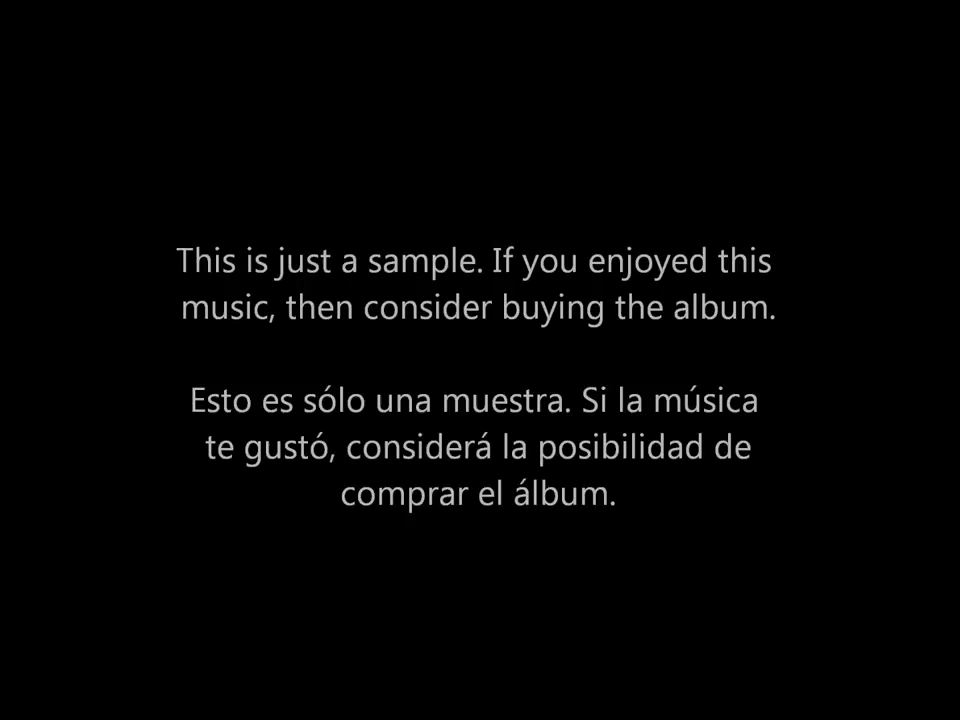 This is just a sample. If you enjoyed this
music, then consider buying the album.
Esto es sólo una muestra. Si la música
te gustó, considerá la posibilidad de
comprar el álbum.